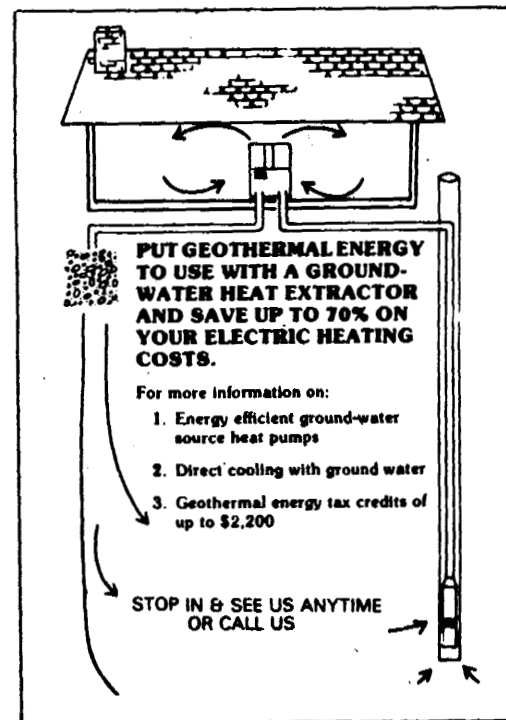 PUT GEOTHERMAL ENERGY
TO USE WITH A GROUND-
WATER HEAT EXTRACTOR
AND SAVE UP TO 70% ON
YOUR ELECTRIC HEATING
COSTS.
For more information on:
1. Energy efficient ground-water
source heat pumps
2. Direct cooling with ground water
3. Geothermal energy tax credits of
up to $2,200
STOP IN & SEE US ANYTIME
OR CALL US